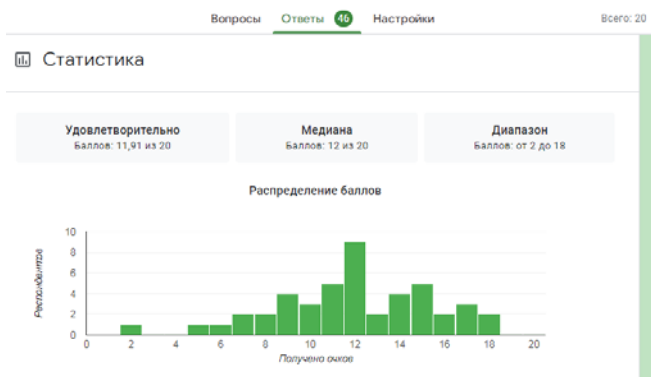 Вопросы Ответы 46 Настройки Всего: 20
Статистика
Удовлетворительно Медиана Диапазон
Баллов: 11,91 из 20 Баллов: 12 из 20 Баллов: от 2 до 18
Распределение баллов
10
8
6
4
2
0
Респондентов
0 2 4 6 8 10 12 14 16 18 20
Получено очков